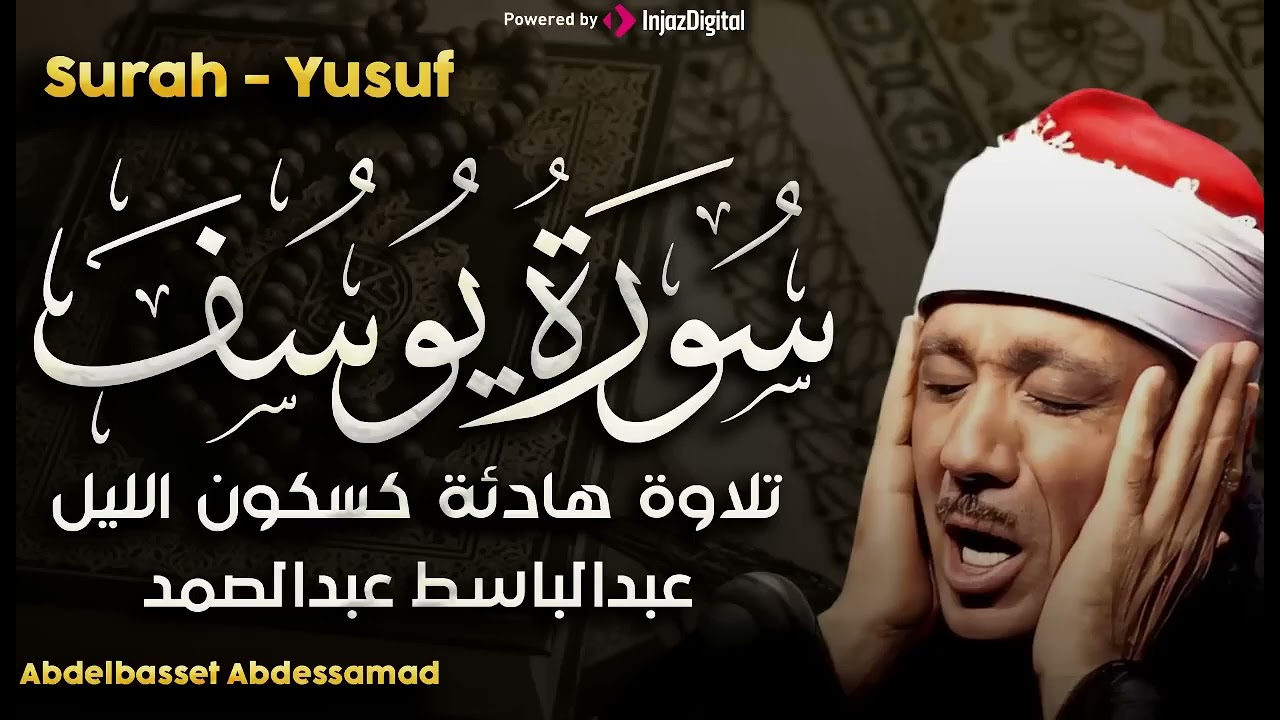 Powered by InjazDigital
Surah - Yusuf
سُورَةُ يُوسُفَ
تلاوة هادئة كسكون الليل
عبدالباسط عبدالصمد
Abdelbasset Abdessamad